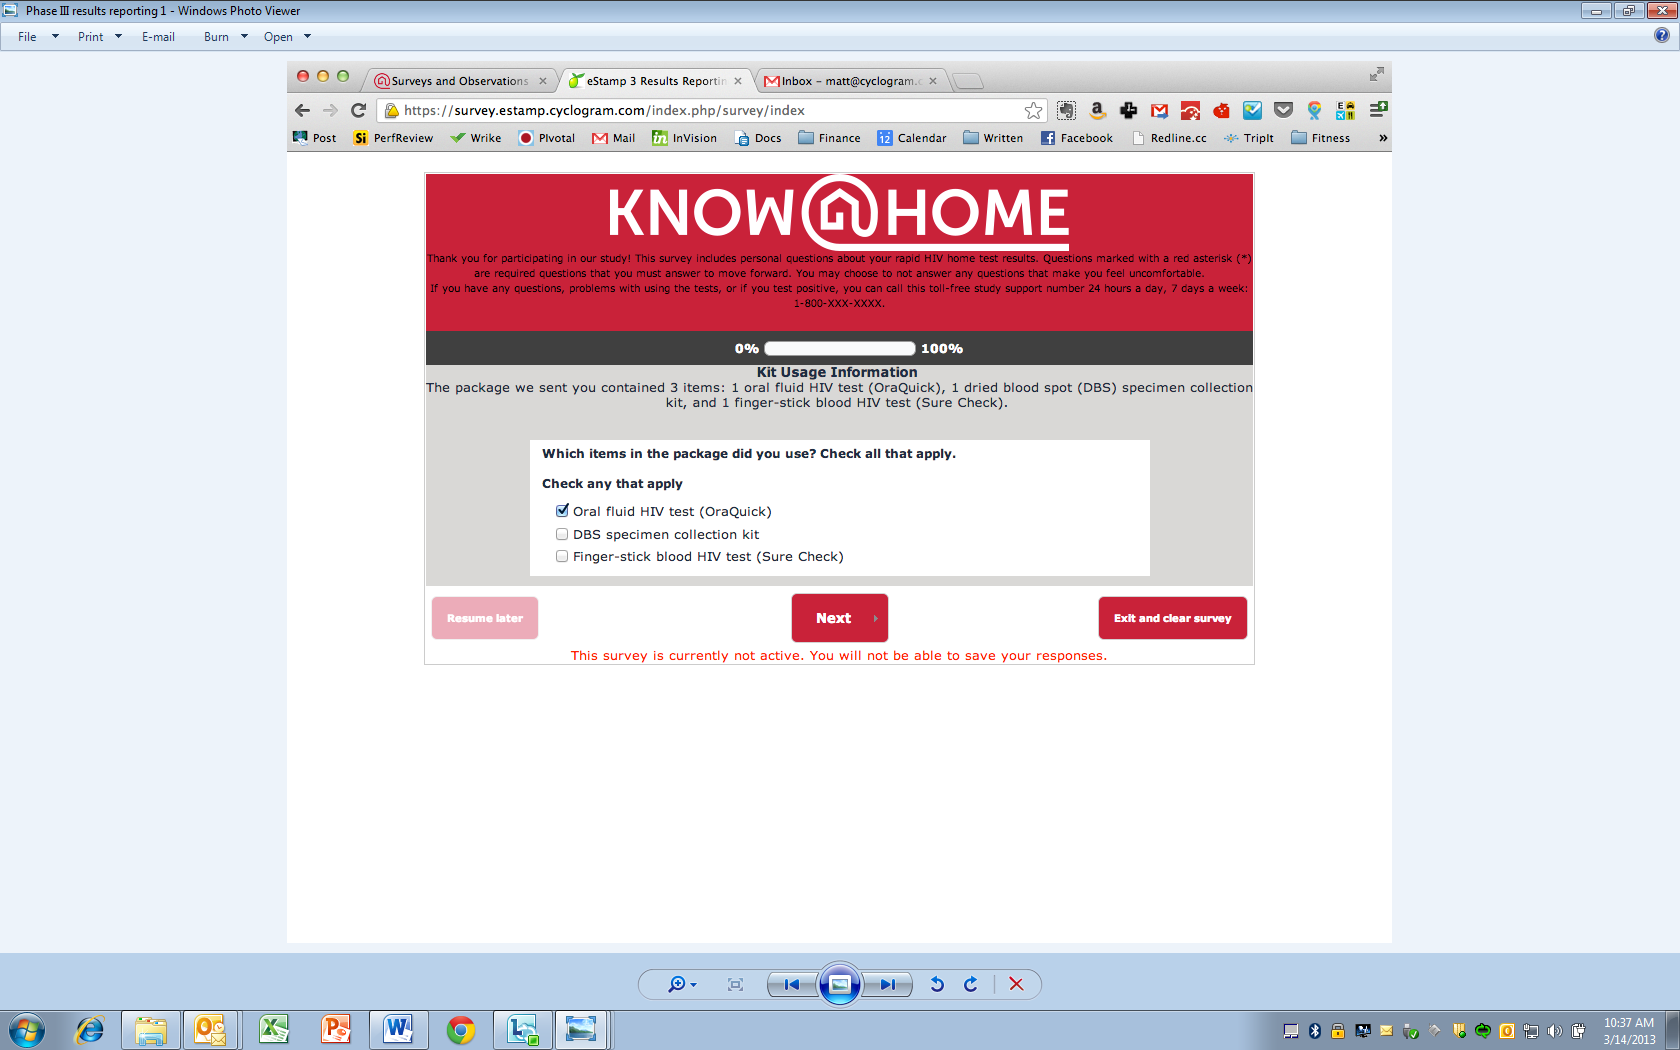 Phase III results reporting 1 - Windows Photo Viewer
File Print E-mail Burn Open
Surveys and Observations eStamp 3 Results Reportin Inbox – matt@cyclogram.c
https://survey.estamp.cyclogram.com/index.php/survey/index
Post PerfReview Wrike PIvotal Mail InVision Docs Finance 12 Calendar Written Facebook Redline.cc TripIt Fitness »
KNOW HOME
Thank you for participating in our study! This survey includes personal questions about your rapid HIV home test results. Questions marked with a red asterisk (*)
are required questions that you must answer to move forward. You may choose to not answer any questions that make you feel uncomfortable.
If you have any questions, problems with using the tests, or if you test positive, you can call this toll-free study support number 24 hours a day, 7 days a week:
1-800-XXX-XXXX.
0% 100%
Kit Usage Information
The package we sent you contained 3 items: 1 oral fluid HIV test (OraQuick), 1 dried blood spot (DBS) specimen collection
kit, and 1 finger-stick blood HIV test (Sure Check).
Which items in the package did you use? Check all that apply.
Check any that apply
Oral fluid HIV test (OraQuick)
DBS specimen collection kit
Finger-stick blood HIV test (Sure Check)
Resume later Next Exit and clear survey
This survey is currently not active. You will not be able to save your responses.
10:37 AM
3/14/2013